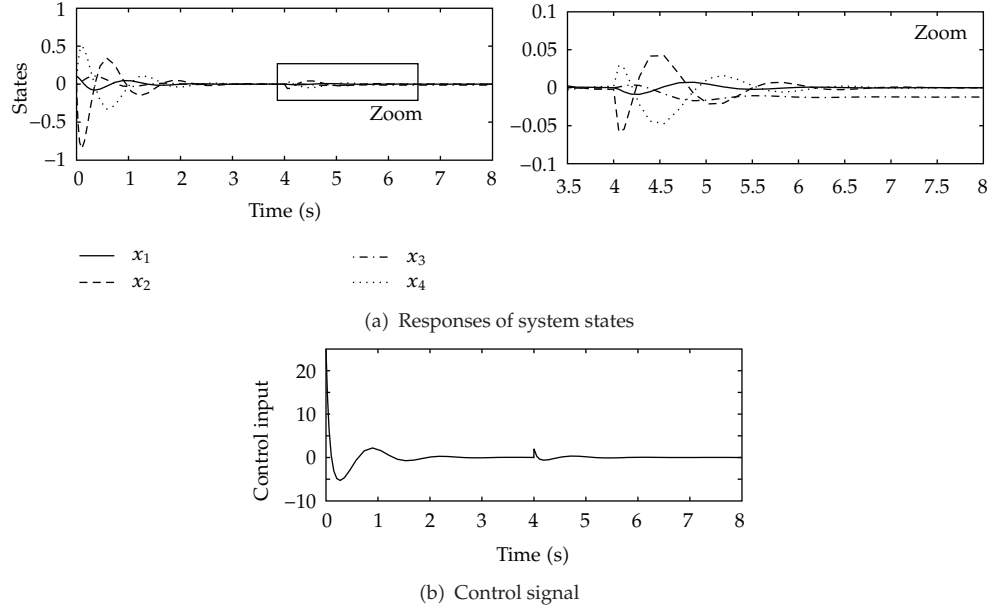 1
0.5
0
−0.5
−1
States
Zoom
0 1 2 3 4 5 6 7 8
Time (s)
0.1
0.05
0
−0.05
−0.1
Zoom
3.5 4 4.5 5 5.5 6 6.5 7 7.5 8
x1
x2
x3
x4
(a) Responses of system states
20
10
0
−10
Control input
0 1 2 3 4 5 6 7 8
Time (s)
(b) Control signal